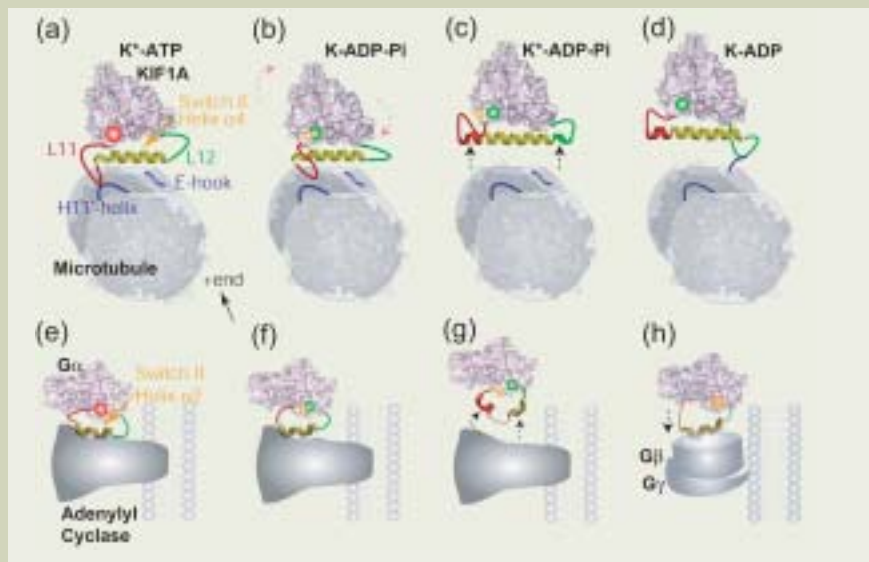 (a)
K*-ATP
KIF1A
Switch II
Helix α4
L11
L12
E-hook
H11'-helix
Microtubule
+end
(b)
K-ADP-Pi
(c)
K*-ADP-Pi
(d)
K-ADP
(e)
Gα
Switch II
Helix α2
Adenylyl
Cyclase
(f)
(g)
(h)
Gβ
Gγ